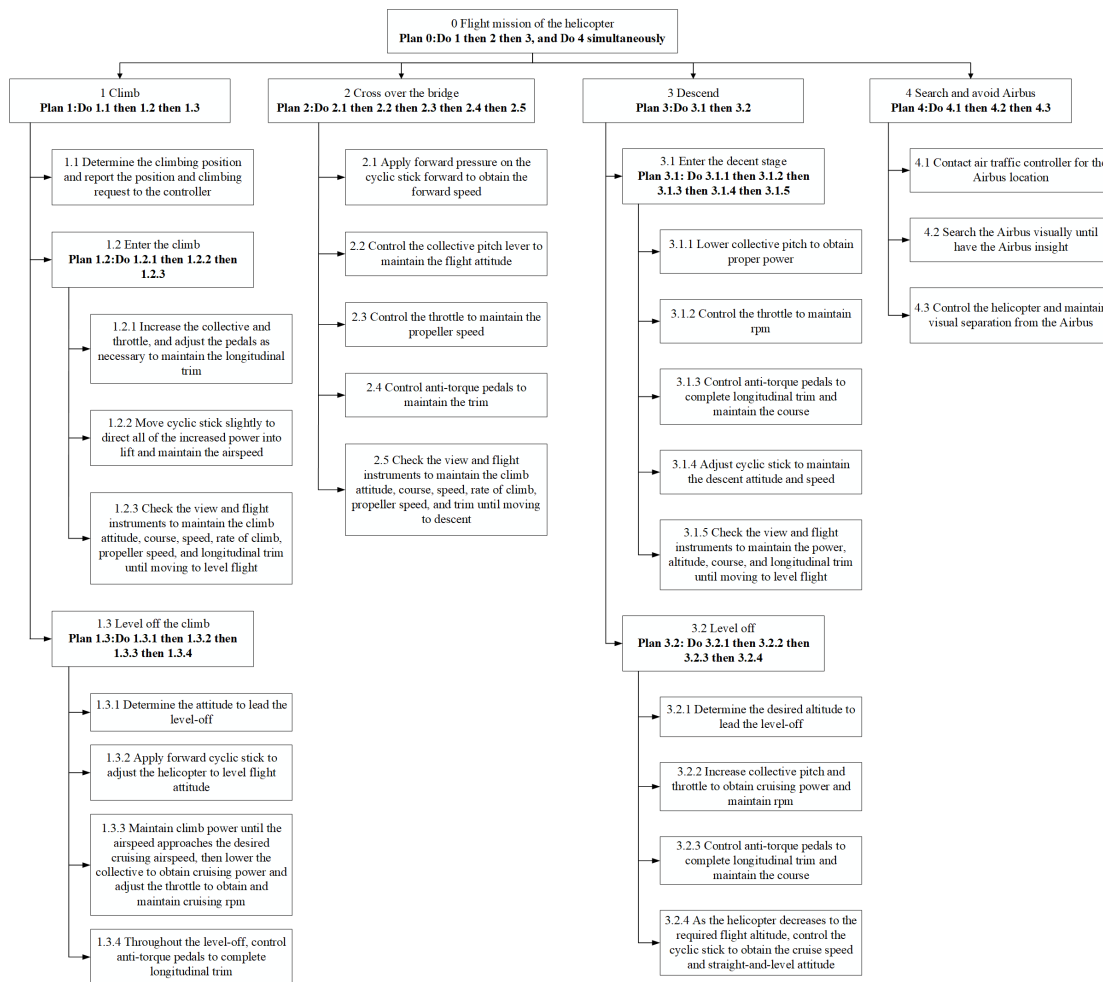 0 Flight mission of the helicopter
Plan 0:Do 1 then 2 then 3, and Do 4 simultaneously
1 Climb
Plan 1:Do 1.1 then 1.2 then 1.3
1.1 Determine the climbing position
and report the position and climbing
request to the controller
1.2 Enter the climb
Plan 1.2:Do 1.2.1 then 1.2.2 then
1.2.3
1.2.1 Increase the collective and
throttle, and adjust the pedals as
necessary to maintain the longitudinal
trim
1.2.2 Move cyclic stick slightly to
direct all of the increased power into
lift and maintain the airspeed
1.2.3 Check the view and flight
instruments to maintain the climb
attitude, course, speed, rate of climb,
propeller speed, and longitudinal trim
until moving to level flight
1.3 Level off the climb
Plan 1.3:Do 1.3.1 then 1.3.2 then
1.3.3 then 1.3.4
1.3.1 Determine the attitude to lead the
level-off
1.3.2 Apply forward cyclic stick to
adjust the helicopter to level flight
attitude
1.3.3 Maintain climb power until the
airspeed approaches the desired
cruising airspeed, then lower the
collective to obtain cruising power and
adjust the throttle to obtain and
maintain cruising rpm
1.3.4 Throughout the level-off, control
anti-torque pedals to complete
longitudinal trim
2 Cross over the bridge
Plan 2:Do 2.1 then 2.2 then 2.3 then 2.4 then 2.5
2.1 Apply forward pressure on the
cyclic stick forward to obtain the
forward speed
2.2 Control the collective pitch lever to
maintain the flight attitude
2.3 Control the throttle to maintain the
propeller speed
2.4 Control anti-torque pedals to
maintain the trim
2.5 Check the view and flight
instruments to maintain the climb
attitude, course, speed, rate of climb,
propeller speed, and trim until moving
to descent
3 Descend
Plan 3:Do 3.1 then 3.2
3.1 Enter the decent stage
Plan 3.1: Do 3.1.1 then 3.1.2 then
3.1.3 then 3.1.4 then 3.1.5
3.1.1 Lower collective pitch to obtain
proper power
3.1.2 Control the throttle to maintain
rpm
3.1.3 Control anti-torque pedals to
complete longitudinal trim and
maintain the course
3.1.4 Adjust cyclic stick to maintain
the descent attitude and speed
3.1.5 Check the view and flight
instruments to maintain the power,
altitude, course, and longitudinal trim
until moving to level flight
3.2 Level off
Plan 3.2: Do 3.2.1 then 3.2.2 then
3.2.3 then 3.2.4
3.2.1 Determine the desired altitude to
lead the level-off
3.2.2 Increase collective pitch and
throttle to obtain cruising power and
maintain rpm
3.2.3 Control anti-torque pedals to
complete longitudinal trim and
maintain the course
3.2.4 As the helicopter decreases to the
required flight altitude, control the
cyclic stick to obtain the cruise speed
and straight-and-level attitude
4 Search and avoid Airbus
Plan 4:Do 4.1 then 4.2 then 4.3
4.1 Contact air traffic controller for the
Airbus location
4.2 Search the Airbus visually until
have the Airbus insight
4.3 Control the helicopter and maintain
visual separation from the Airbus